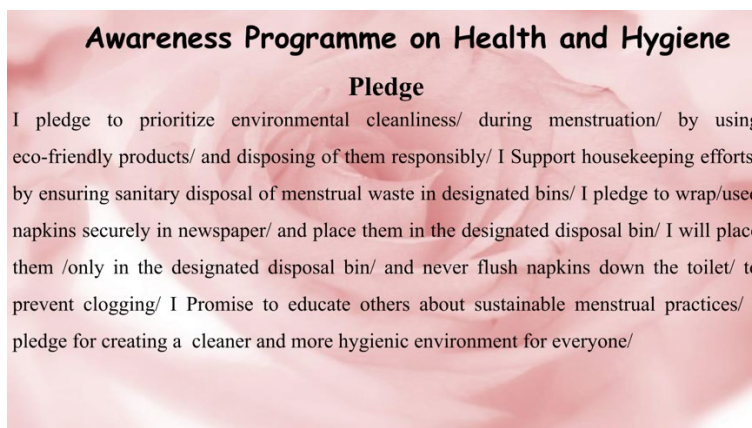 Awareness Programme on Health and Hygiene
Pledge
I pledge to prioritize environmental cleanliness/ during menstruation/ by using
eco-friendly products/ and disposing of them responsibly/ I Support housekeeping efforts
by ensuring sanitary disposal of menstrual waste in designated bins/ I pledge to wrap/used
napkins securely in newspaper/ and place them in the designated disposal bin/ I will place
them /only in the designated disposal bin/ and never flush napkins down the toilet/ to
prevent clogging/ I Promise to educate others about sustainable menstrual practices/
pledge for creating a cleaner and more hygienic environment for everyone/